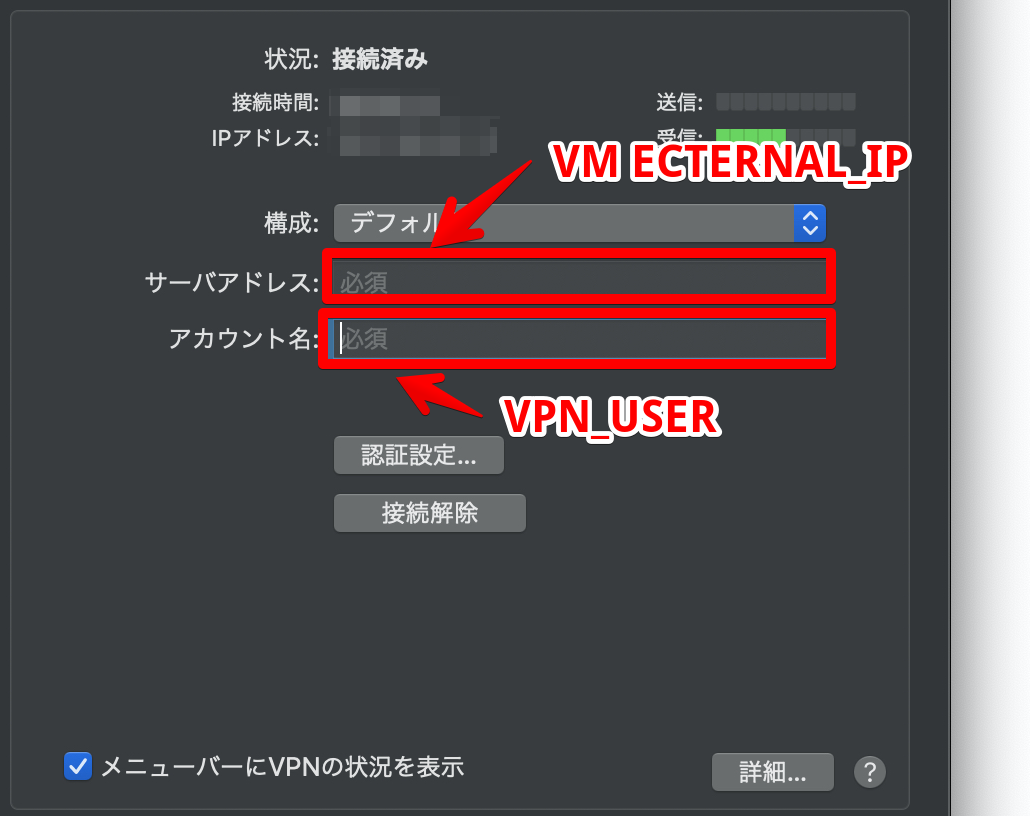 状況: 接続済み
接続時間:
送信:
IPアドレス:
受信:
VM ECTERNAL_IP
構成: デフォル
サーバアドレス: 必須
アカウント名: 必須
VPN_USER
認証設定...
接続解除
メニューバーにVPNの状況を表示
詳細... ?